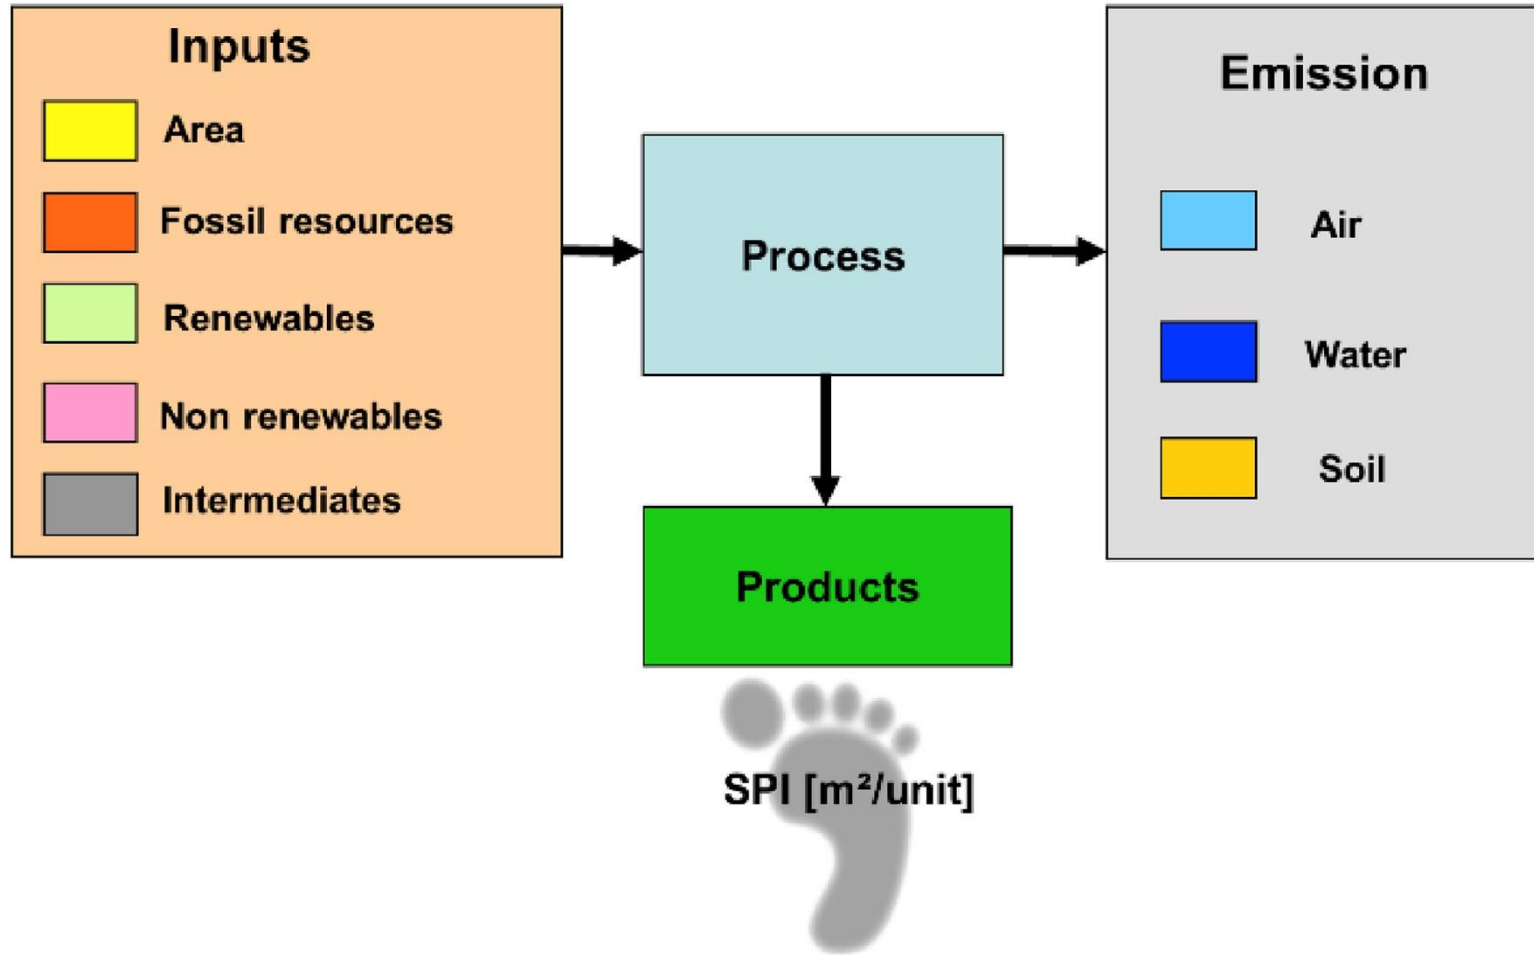 Inputs
Area
Fossil resources
Renewables
Non renewables
Intermediates
Process
Products
SPI [m²/unit]
Emission
Air
Water
Soil